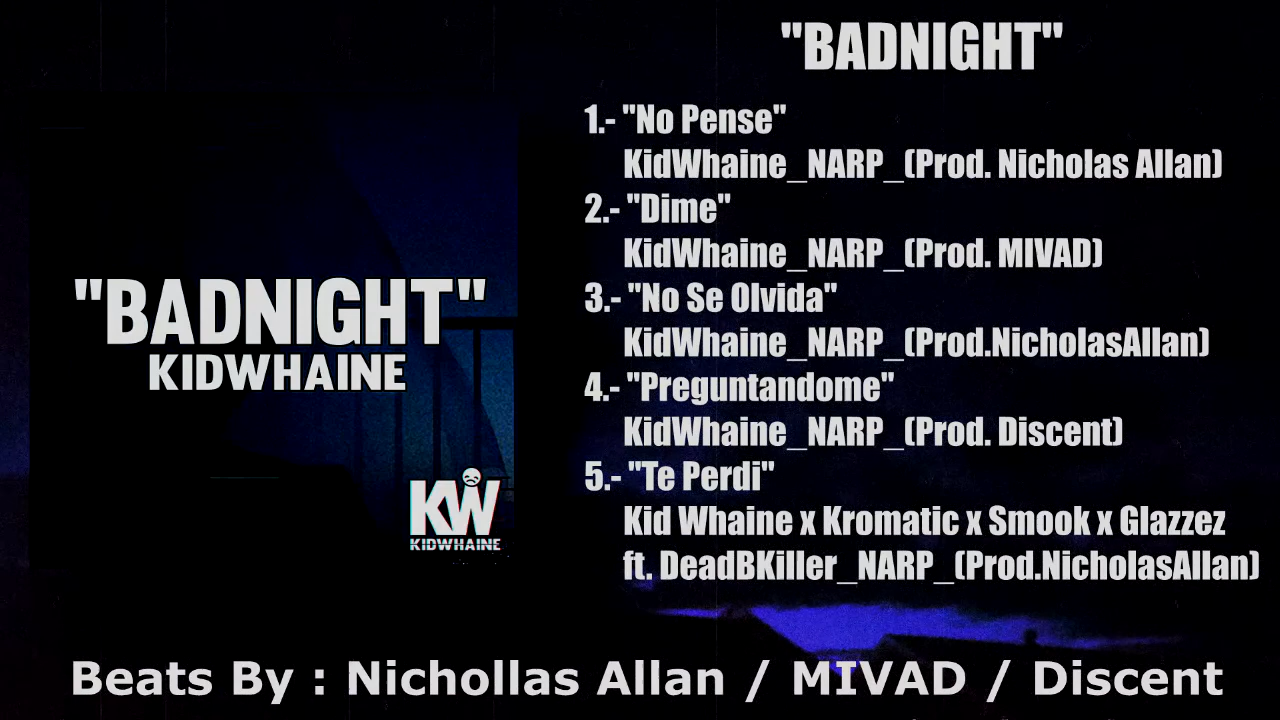 "BADNIGHT"
KIDWHAINE
KW
KIDWHAINE
"BADNIGHT"
1.- "No Pense"
KidWhaine_NARP_(Prod. Nicholas Allan)
2.- "Dime"
KidWhaine_NARP_(Prod. MIVAD)
3.- "No Se Olvida"
KidWhaine_NARP_(Prod.NicholasAllan)
4.- "Preguntandome"
KidWhaine_NARP_(Prod. Discent)
5.- "Te Perdi"
Kid Whaine x Kromatic x Smook x Glazzez
ft. DeadBKiller_NARP_(Prod.NicholasAllan)
Beats By : Nichollas Allan / MIVAD / Discent